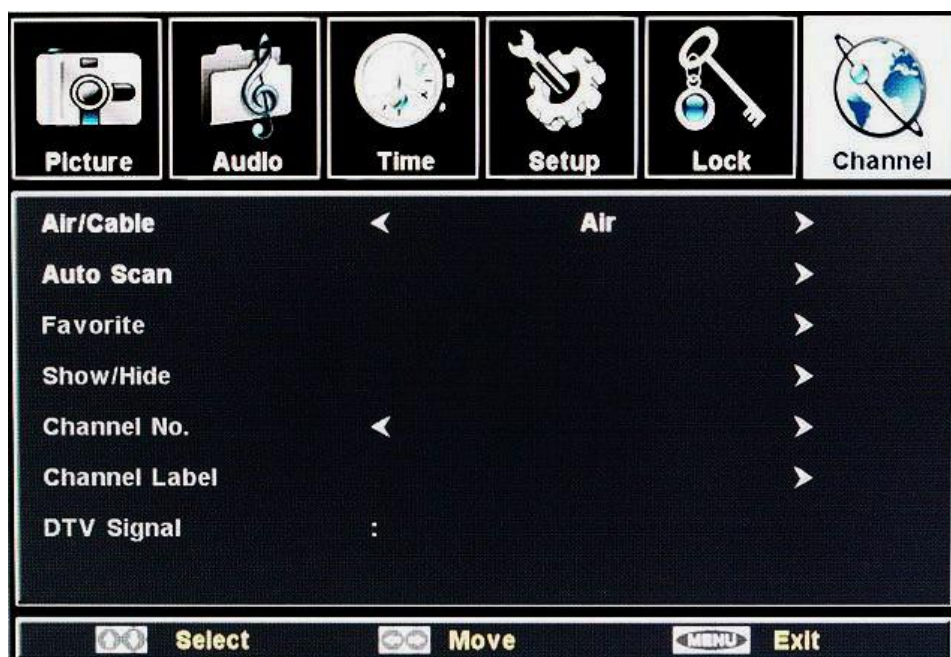 Picture Audio Time Setup Lock Channel
Air/Cable Air
Auto Scan
Favorite
Show/Hide
Channel No.
Channel Label
DTV Signal :
Select Move MENU Exit